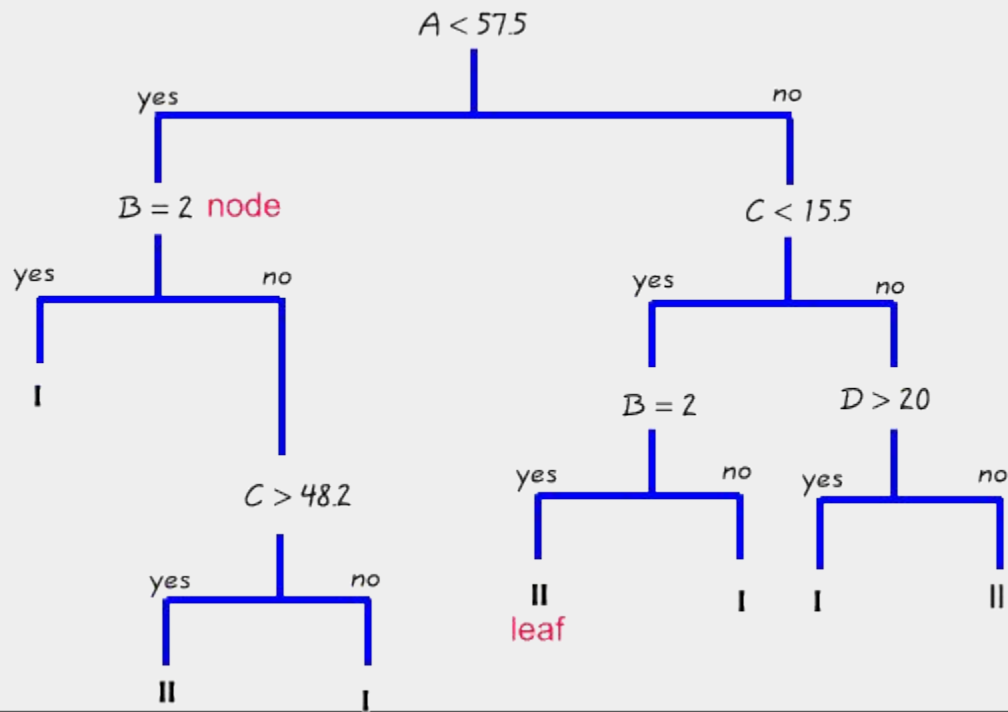 A < 57.5
yes
no
B = 2 node
C < 15.5
yes
no
yes
no
I
B = 2
D > 20
C > 48.2
yes
no
yes
no
II
I
I
II
leaf
yes
no
II
I